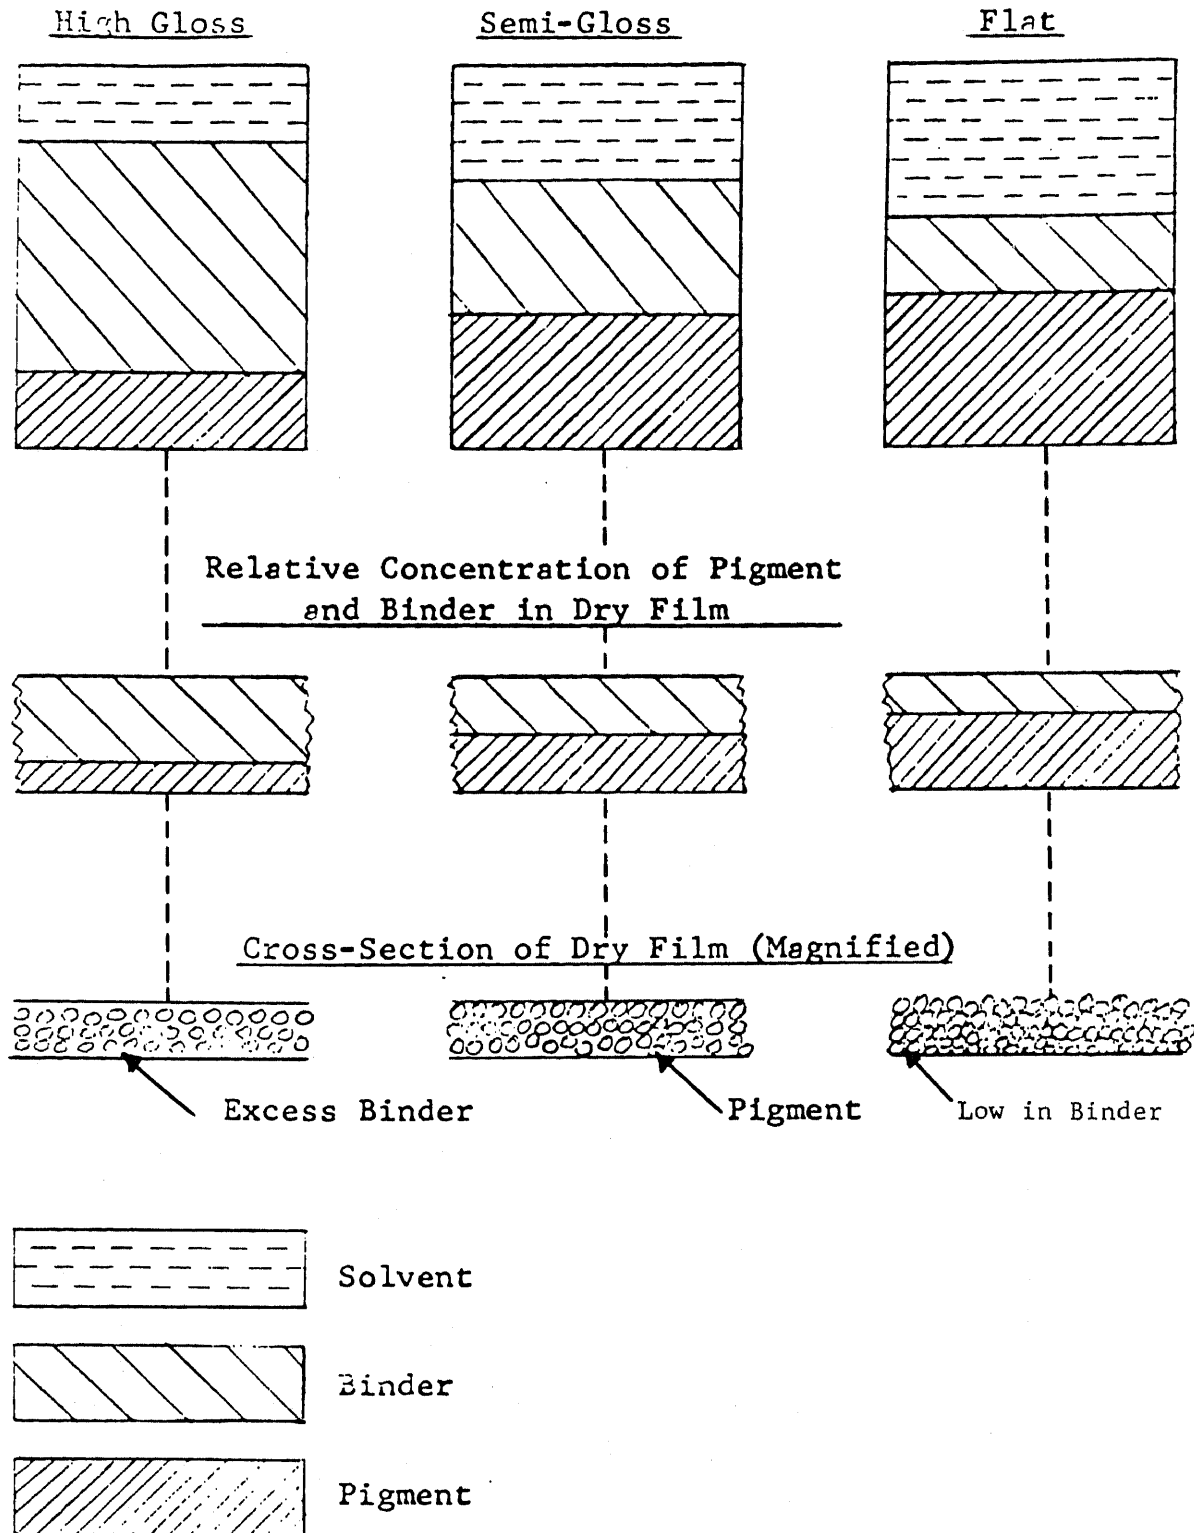 High Gloss
Semi-Gloss
Flat
Relative Concentration of Pigment
and Binder in Dry Film
Cross-Section of Dry Film (Magnified)
Excess Binder
Pigment
Low in Binder
Solvent
Binder
Pigment